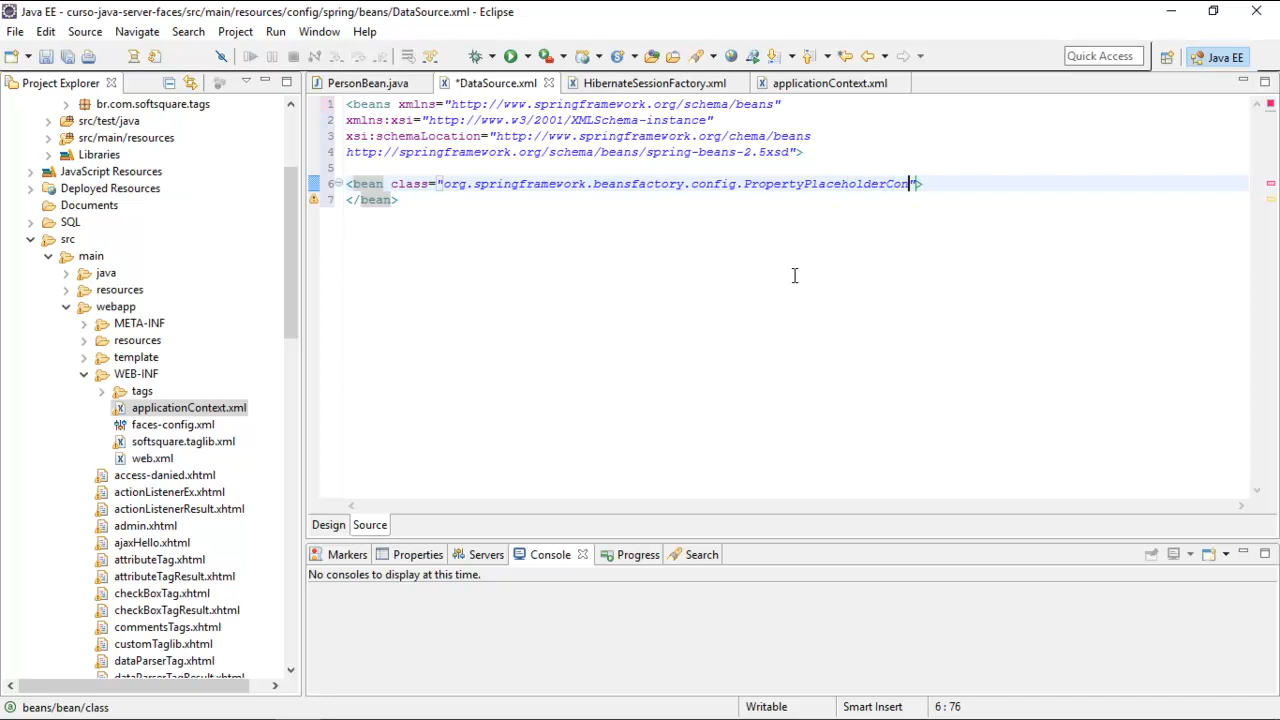 Java EE - curso-java-server-faces/src/main/resources/config/spring/beans/DataSource.xml - Eclipse
File Edit Source Navigate Search Project Run Window Help
Quick Access
Java EE
Project Explorer
PersonBean.java
*DataSource.xml
HibernateSessionFactory.xml
applicationContext.xml
br.com.softsquare.tags
src/test/java
src/main/resources
Libraries
JavaScript Resources
Deployed Resources
Documents
SQL
src
main
java
resources
webapp
META-INF
resources
template
WEB-INF
tags
applicationContext.xml
faces-config.xml
softsquare.taglib.xml
web.xml
access-danied.xhtml
actionListenerEx.xhtml
actionListenerResult.xhtml
admin.xhtml
ajaxHello.xhtml
attributeTag.xhtml
attributeTagResult.xhtml
checkBoxTag.xhtml
checkBoxTagResult.xhtml
commentsTags.xhtml
customTaglib.xhtml
dataParserTag.xhtml
dataParserTagResult.xhtml
1 <beans xmlns="http://www.springframework.org/schema/beans"
2 xmlns:xsi="http://www.w3/2001/XMLSchema-instance"
3 xsi:schemaLocation="http://www.springframework.org/chema/beans
4 http://springframework.org/schema/beans/spring-beans-2.5xsd">
5
6 <bean class="org.springframework.beansfactory.config.PropertyPlaceholderCon">
7 </bean>
Design Source
Markers Properties Servers Console Progress Search
No consoles to display at this time.
beans/bean/class
Writable
Smart Insert
6 : 76